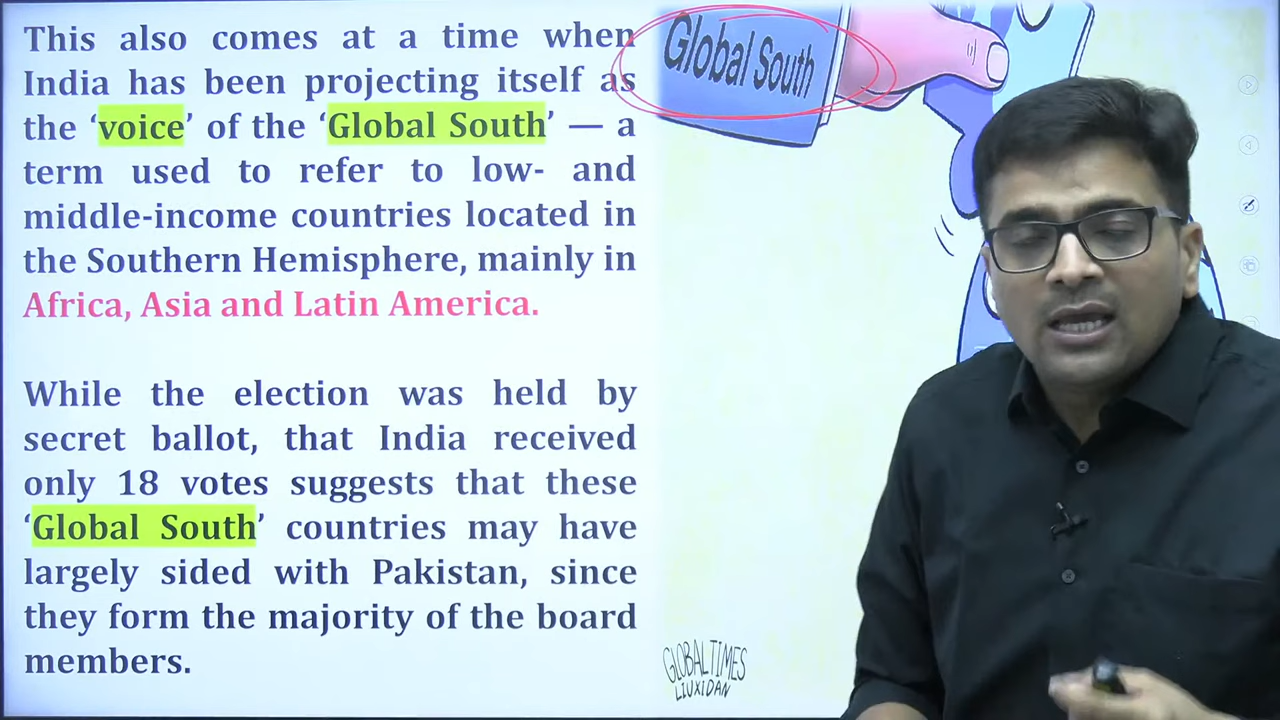 This also comes at a time when
India has been projecting itself as
the ‘voice’ of the ‘Global South’ — a
term used to refer to low- and
middle-income countries located in
the Southern Hemisphere, mainly in
Africa, Asia and Latin America.
While the election was held by
secret ballot, that India received
only 18 votes suggests that these
‘Global South’ countries may have
largely sided with Pakistan, since
they form the majority of the board
members.
Global South
GLOBAL TIMES
LIUXIDAN